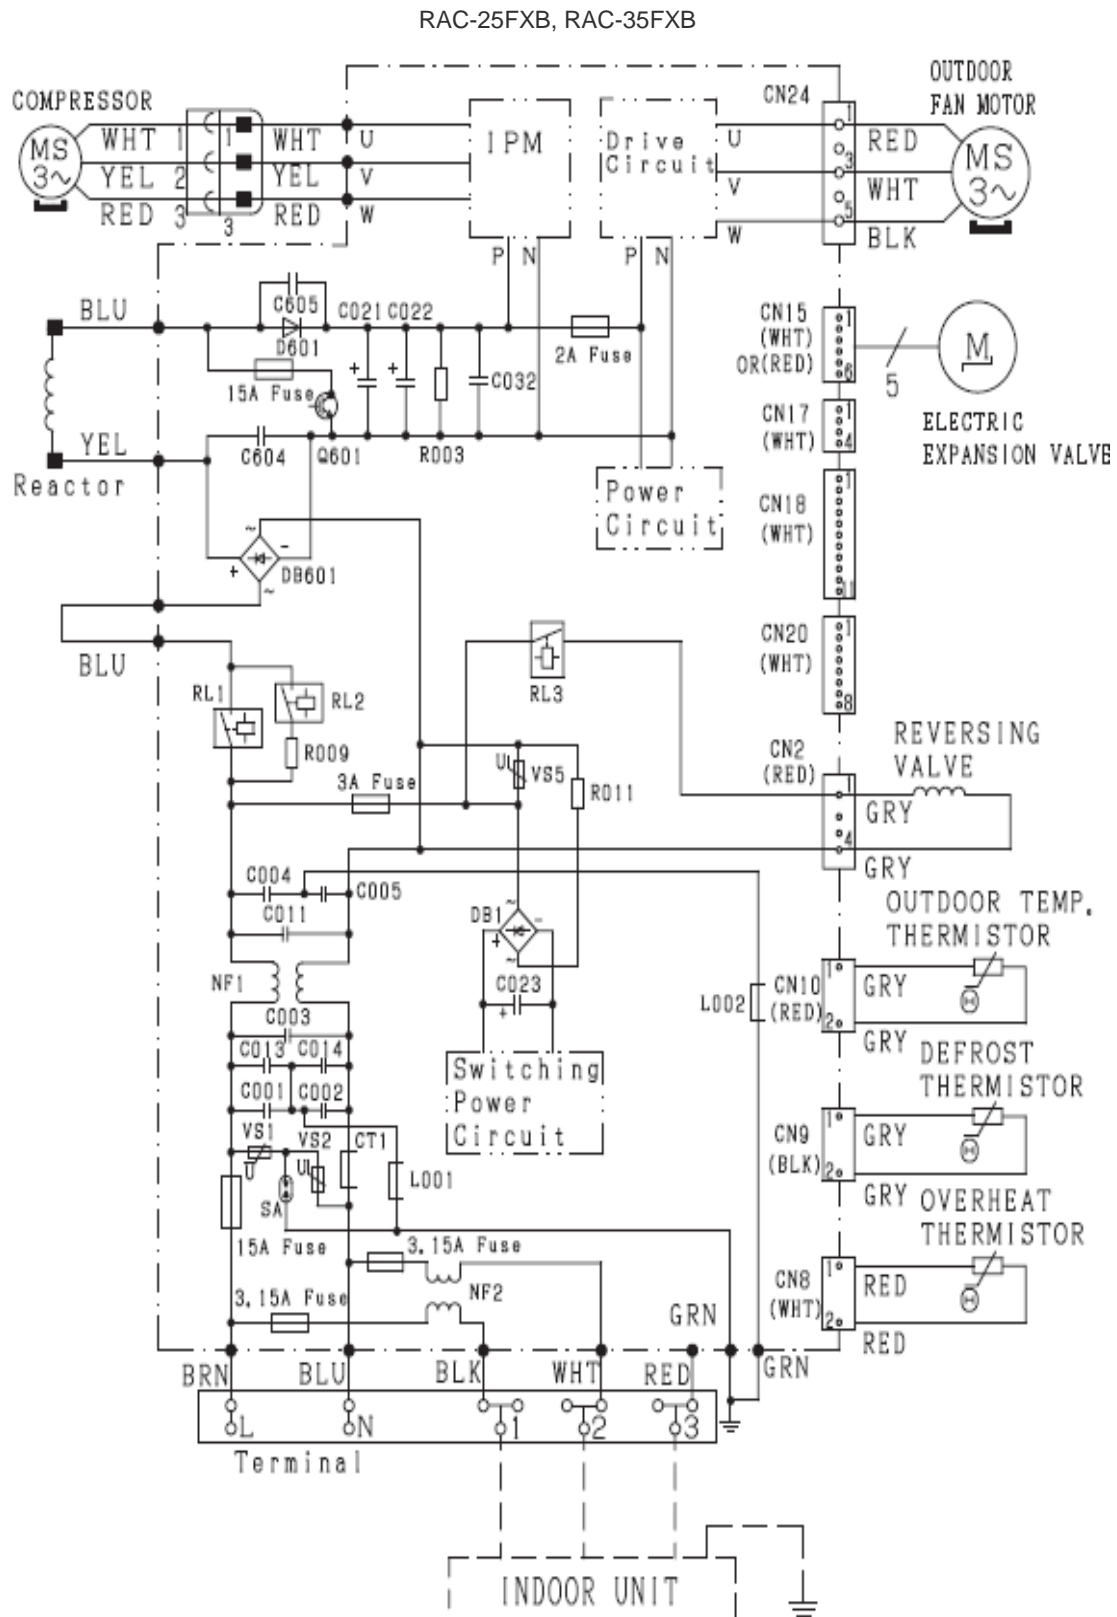 RAC-25FXB, RAC-35FXB
COMPRESSOR
MS
3~
WHT 1
YEL 2
RED 3
1
3
WHT
YEL
RED
U
V
W
IPM
P N
Drive
Circuit
P N
U
V
W
CN24
1
3
5
RED
WHT
BLK
OUTDOOR
FAN MOTOR
MS
3~
BLU
YEL
Reactor
C605
D601
15A Fuse
Q601
C604
C021
C022
+
+
R003
C032
2A Fuse
Power
Circuit
CN15
(WHT)
OR(RED)
1
6
5
M
ELECTRIC
EXPANSION VALVE
CN17
(WHT)
1
4
CN18
(WHT)
1
11
CN20
(WHT)
1
8
~
+
-
~
DB601
BLU
RL1
RL2
R009
RL3
3A Fuse
U
VS5
R011
CN2
(RED)
1
4
REVERSING
VALVE
GRY
GRY
C004
C005
C011
NF1
C003
C013
C014
C001
C002
VS1
U
VS2
U
CT1
SA
L001
15A Fuse
DB1
~
+
-
~
C023
+
Switching
Power
Circuit
L002
CN10
(RED)
1
2
GRY
GRY
OUTDOOR TEMP.
THERMISTOR
Θ
CN9
(BLK)
1
2
GRY
GRY
DEFROST
THERMISTOR
Θ
CN8
(WHT)
1
2
RED
RED
OVERHEAT
THERMISTOR
Θ
3.15A Fuse
3.15A Fuse
NF2
GRN
GRN
BRN
BLU
BLK
WHT
RED
L
N
1
2
3
Terminal
INDOOR UNIT